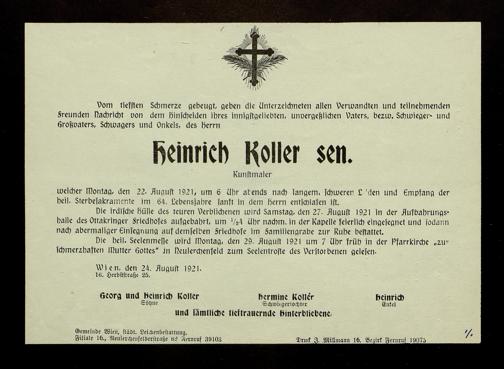 Vom tiefsten Schmerze gebeugt, geben die Unterzeichneten allen Verwandten und teilnehmenden
Freunden Nachricht von dem Hinscheiden ihres innigstgeliebten, unvergeßlichen Vaters, bezw. Schwieger- und
Großvaters, Schwagers und Onkels, des Herrn
Heinrich Koller sen.
Kunstmaler
welcher Montag, den 22. August 1921, um 6 Uhr abends nach langem, schweren L 'den und Empfang der
heil. Sterbesakramente im 64. Lebensjahre sanft in dem Herrn entschlafen ist.
Die irdische Hülle des teuren Verblichenen wird Samstag, den 27. August 1921 in der Aufbahrungs-
halle des Ottakringer Friedhofes aufgebahrt, um 1/24 Uhr nachm. in der Kapelle feierlich eingesegnet und sodann
nach abermaliger Einsegnung auf demselben Friedhofe im Familiengrabe zur Ruhe bestattet.
Die heil. Seelenmesse wird Montag, den 29. August 1921 um 7 Uhr früh in der Pfarrkirche „zur
schmerzhaften Mutter Gottes" in Neulerchenfeld zum Seelentroste des Verstorbenen gelesen.
Wien, den 24. August 1921.
16. Herbststraße 25.
Georg und Heinrich Koller
Söhne
Hermine Koller
Schwiegertochter
Heinrich
Enkel
und sämtliche tieftrauernde Hinterbliebene.
Gemeinde Wien, städt. Leichenbestattung,
Filiale 16., Neulerchenfelderstraße Fernruf 39103
Druck J. Mißmann 16. Bezirk Fernruf 19075